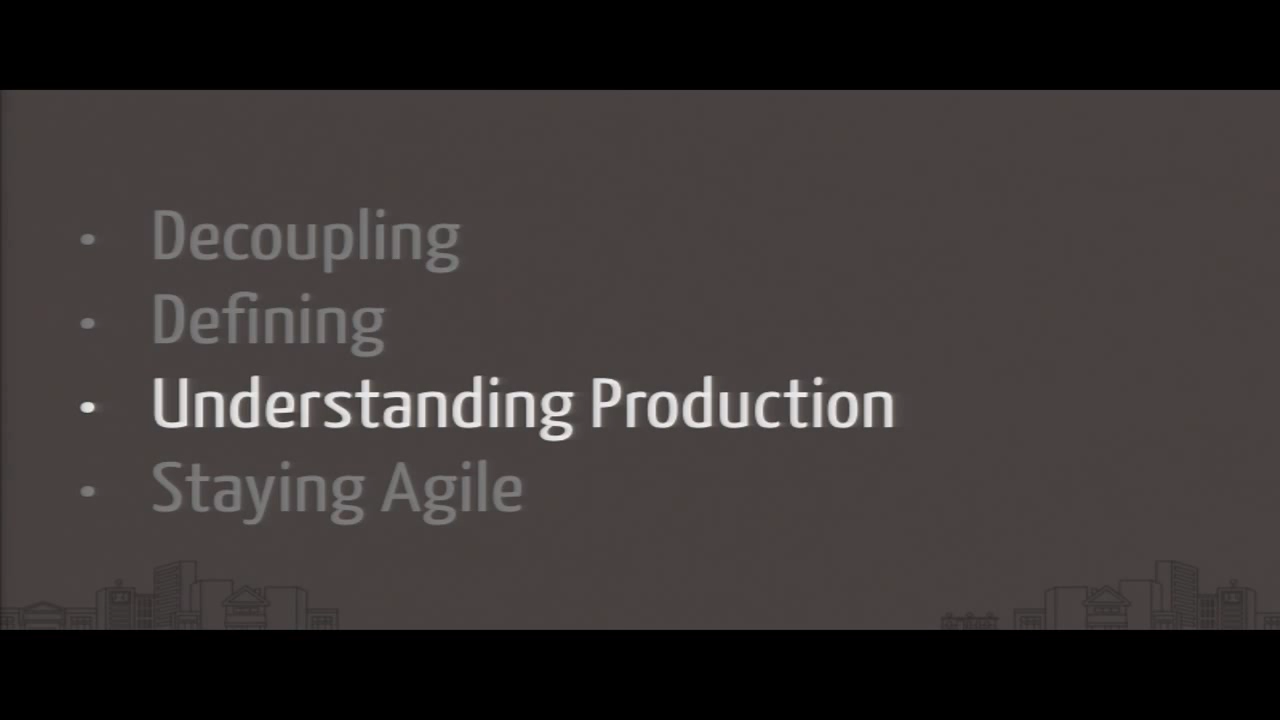 • Decoupling
• Defining
• Understanding Production
• Staying Agile